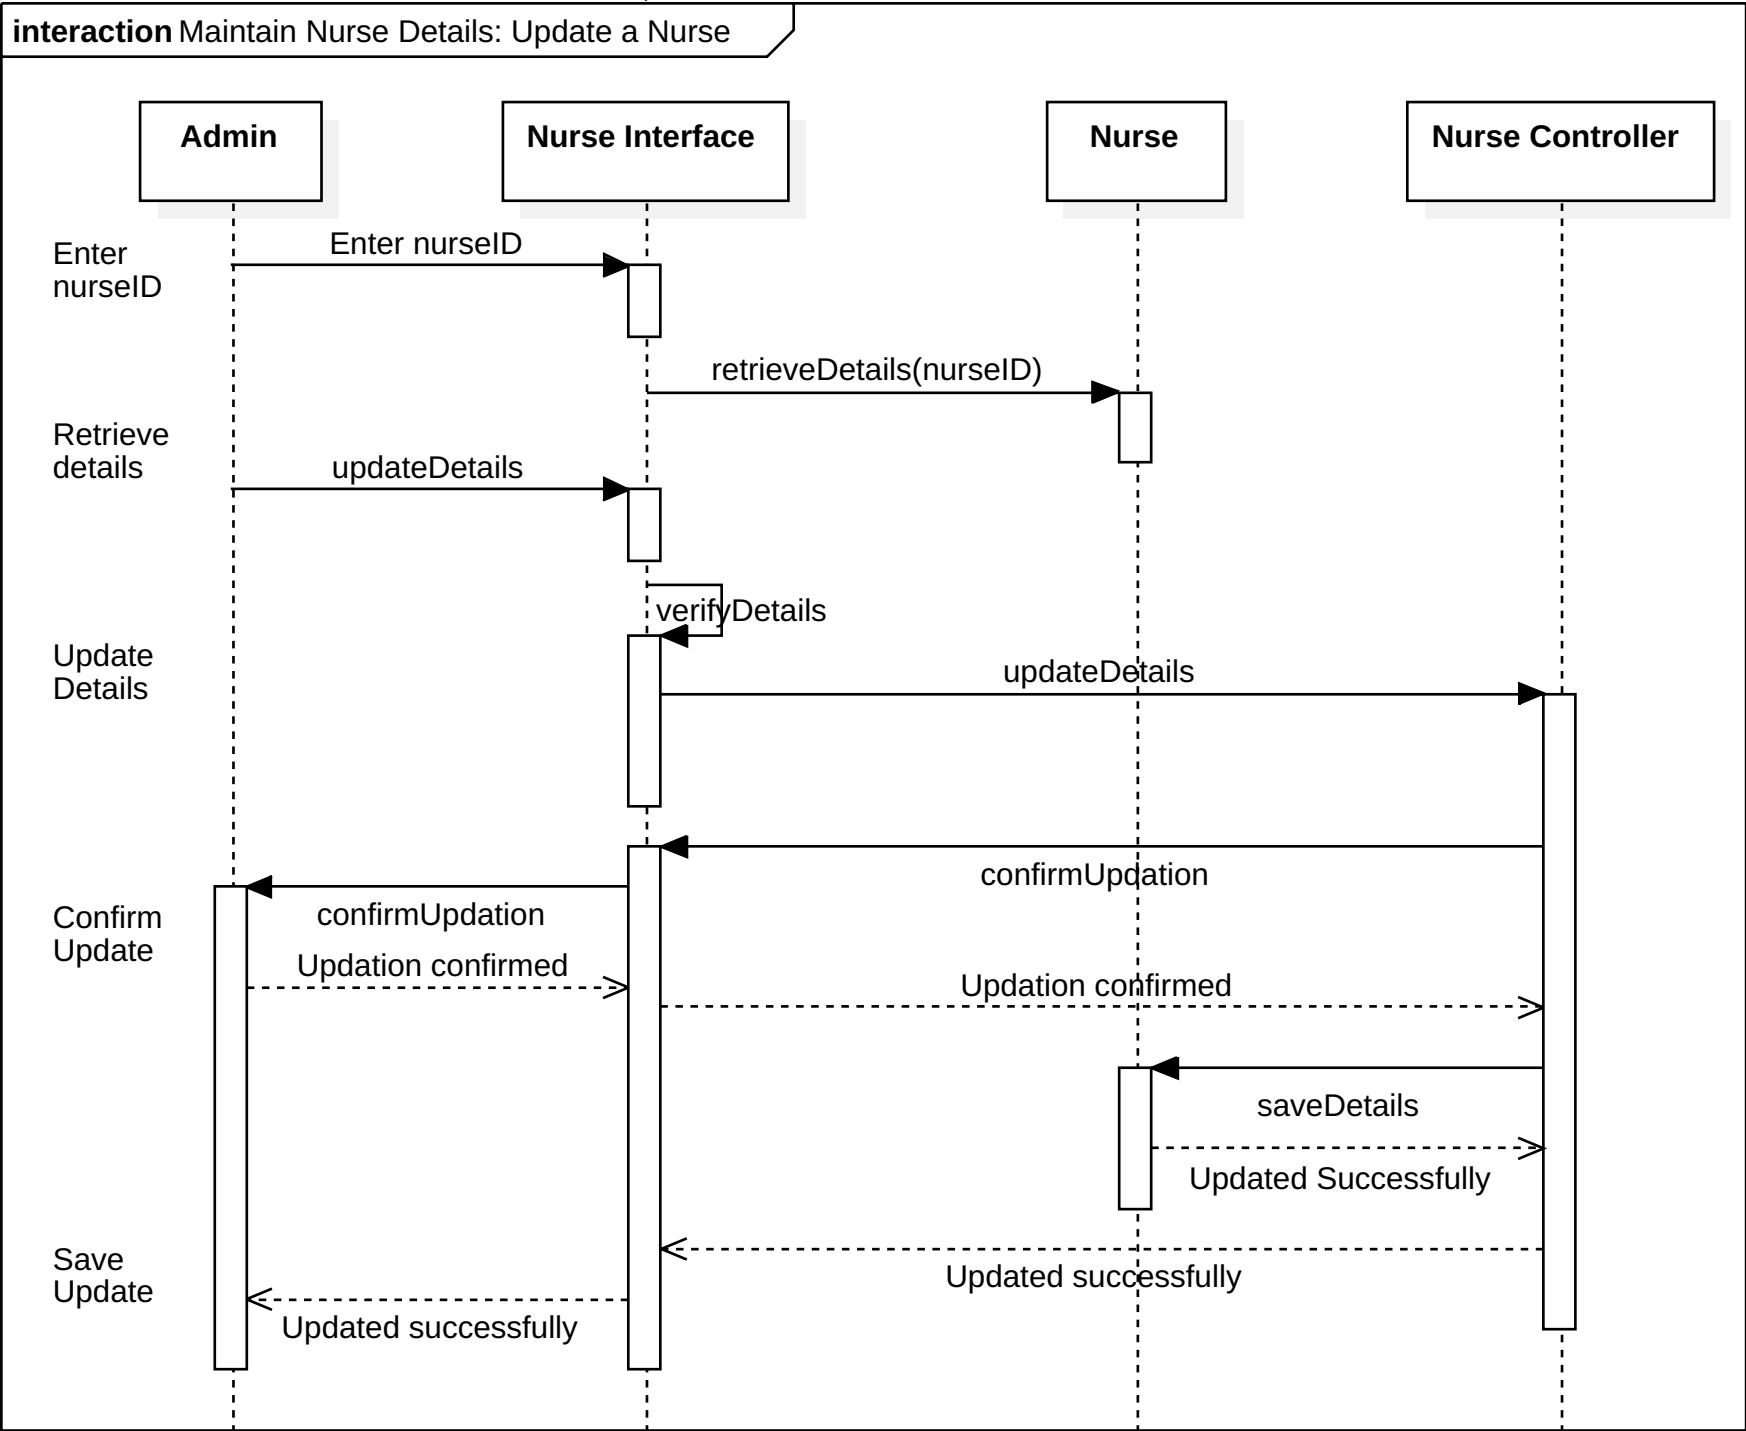 interaction Maintain Nurse Details: Update a Nurse
Admin
Nurse Interface
Nurse
Nurse Controller
Enter
nurseID
Enter nurseID
retrieveDetails(nurseID)
Retrieve
details
updateDetails
verifyDetails
Update
Details
updateDetails
confirmUpdation
confirmUpdation
Confirm
Update
Updation confirmed
Updation confirmed
saveDetails
Updated Successfully
Save
Update
Updated successfully
Updated successfully